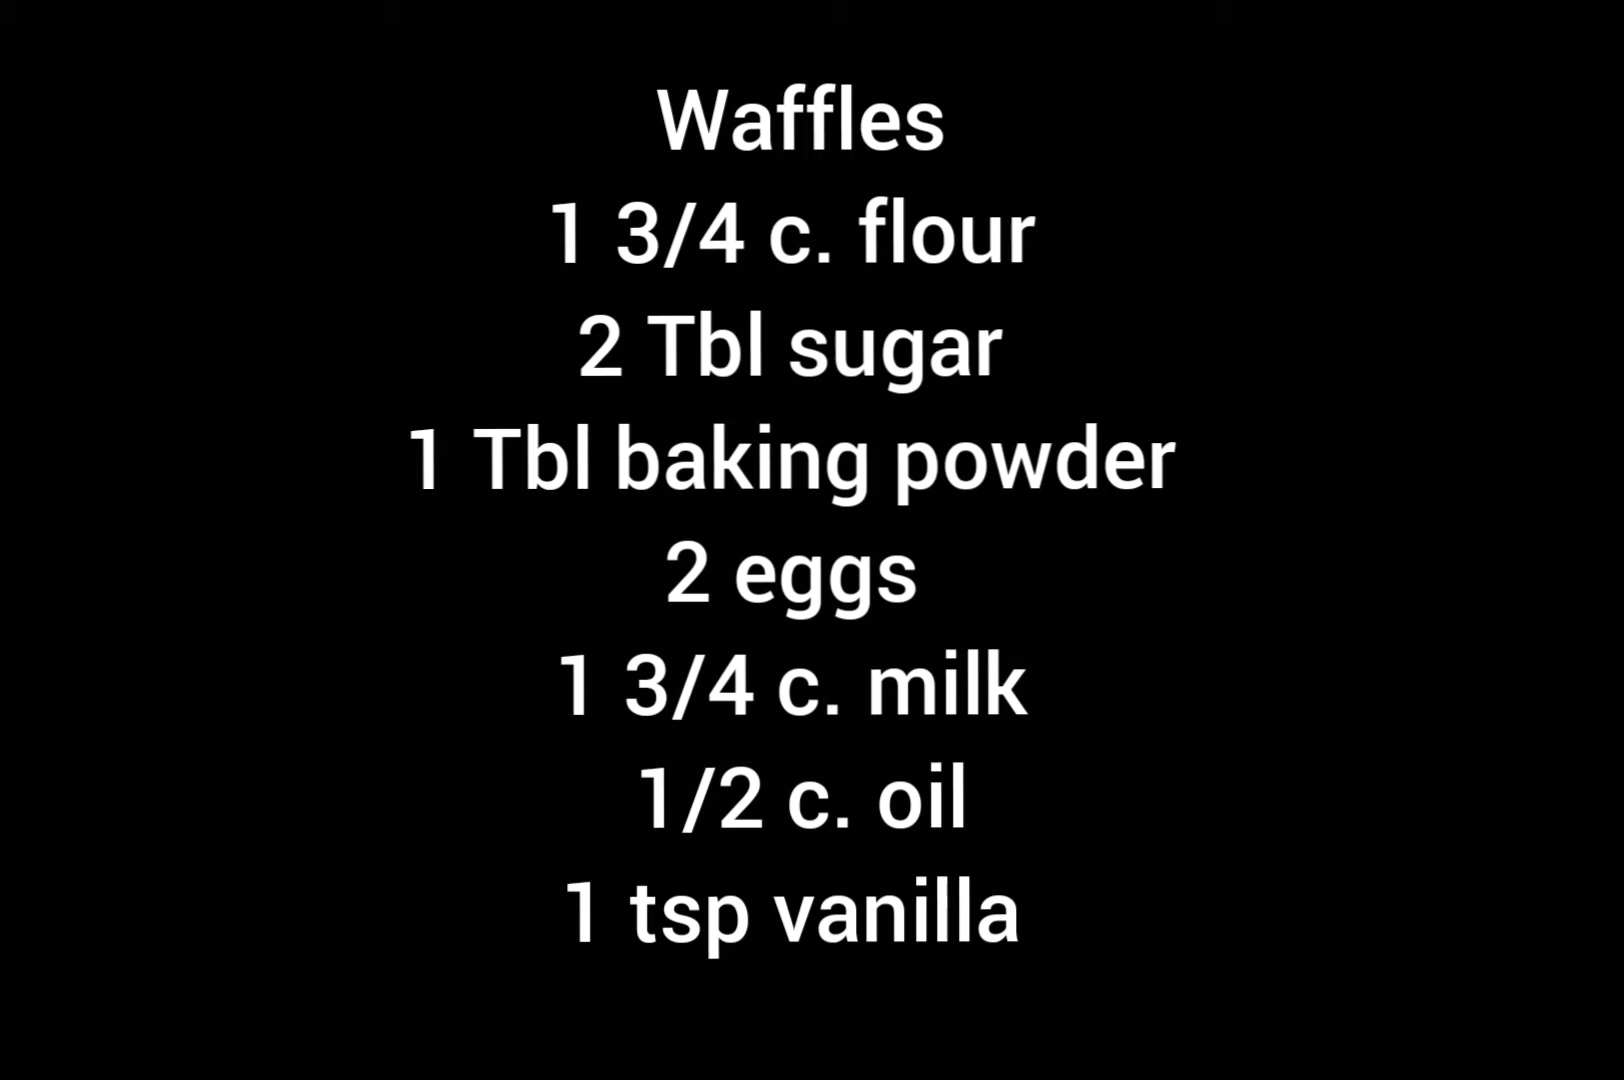 Waffles
1 3/4 c. flour
2 Tbl sugar
1 Tbl baking powder
2 eggs
1 3/4 c. milk
1/2 c. oil
1 tsp vanilla